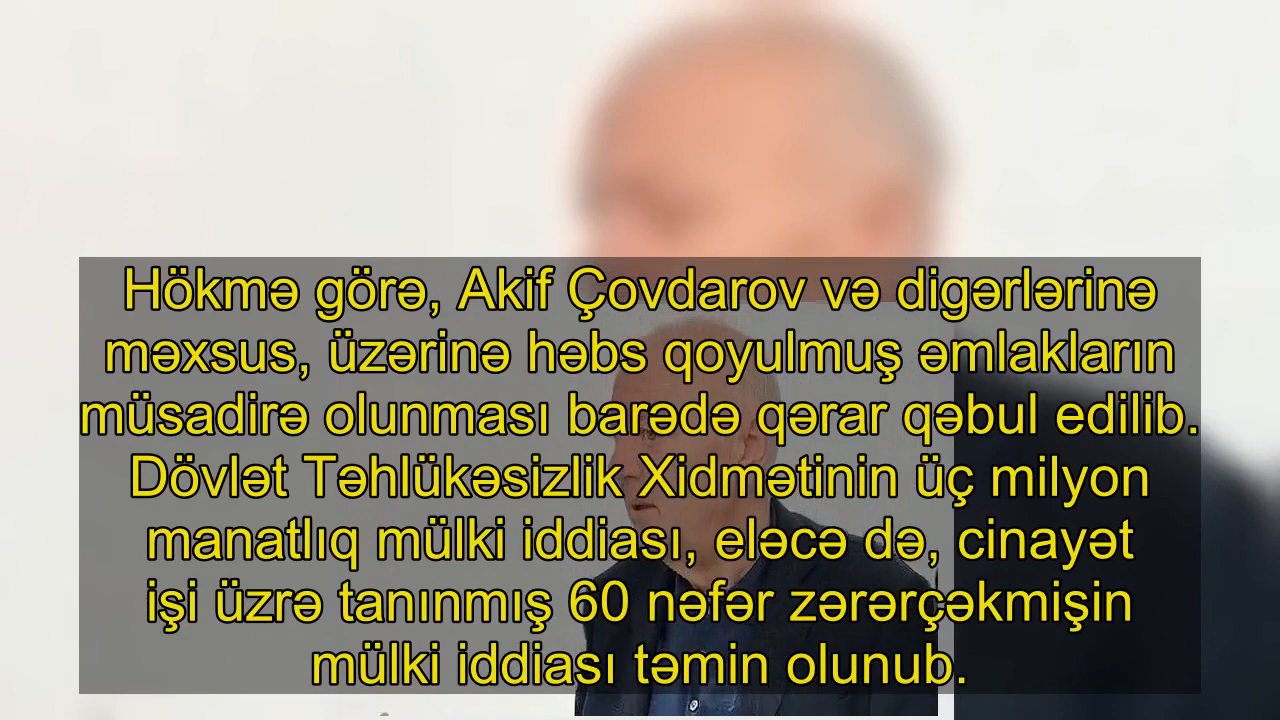 Hökmə görə, Akif Çovdarov və digərlərinə
məxsus, üzərinə həbs qoyulmuş əmlakların
müsadirə olunması barədə qərar qəbul edilib.
Dövlət Təhlükəsizlik Xidmətinin üç milyon
manatlıq mülki iddiası, eləcə də, cinayət
işi üzrə tanınmış 60 nəfər zərərçəkmişin
mülki iddiası təmin olunub.